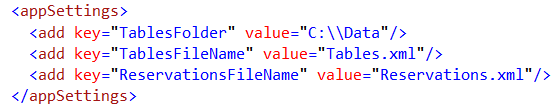 <appSettings>
<add key="TablesFolder" value="C:\\Data"/>
<add key="TablesFileName" value="Tables.xml"/>
<add key="ReservationsFileName" value="Reservations.xml"/>
</appSettings>